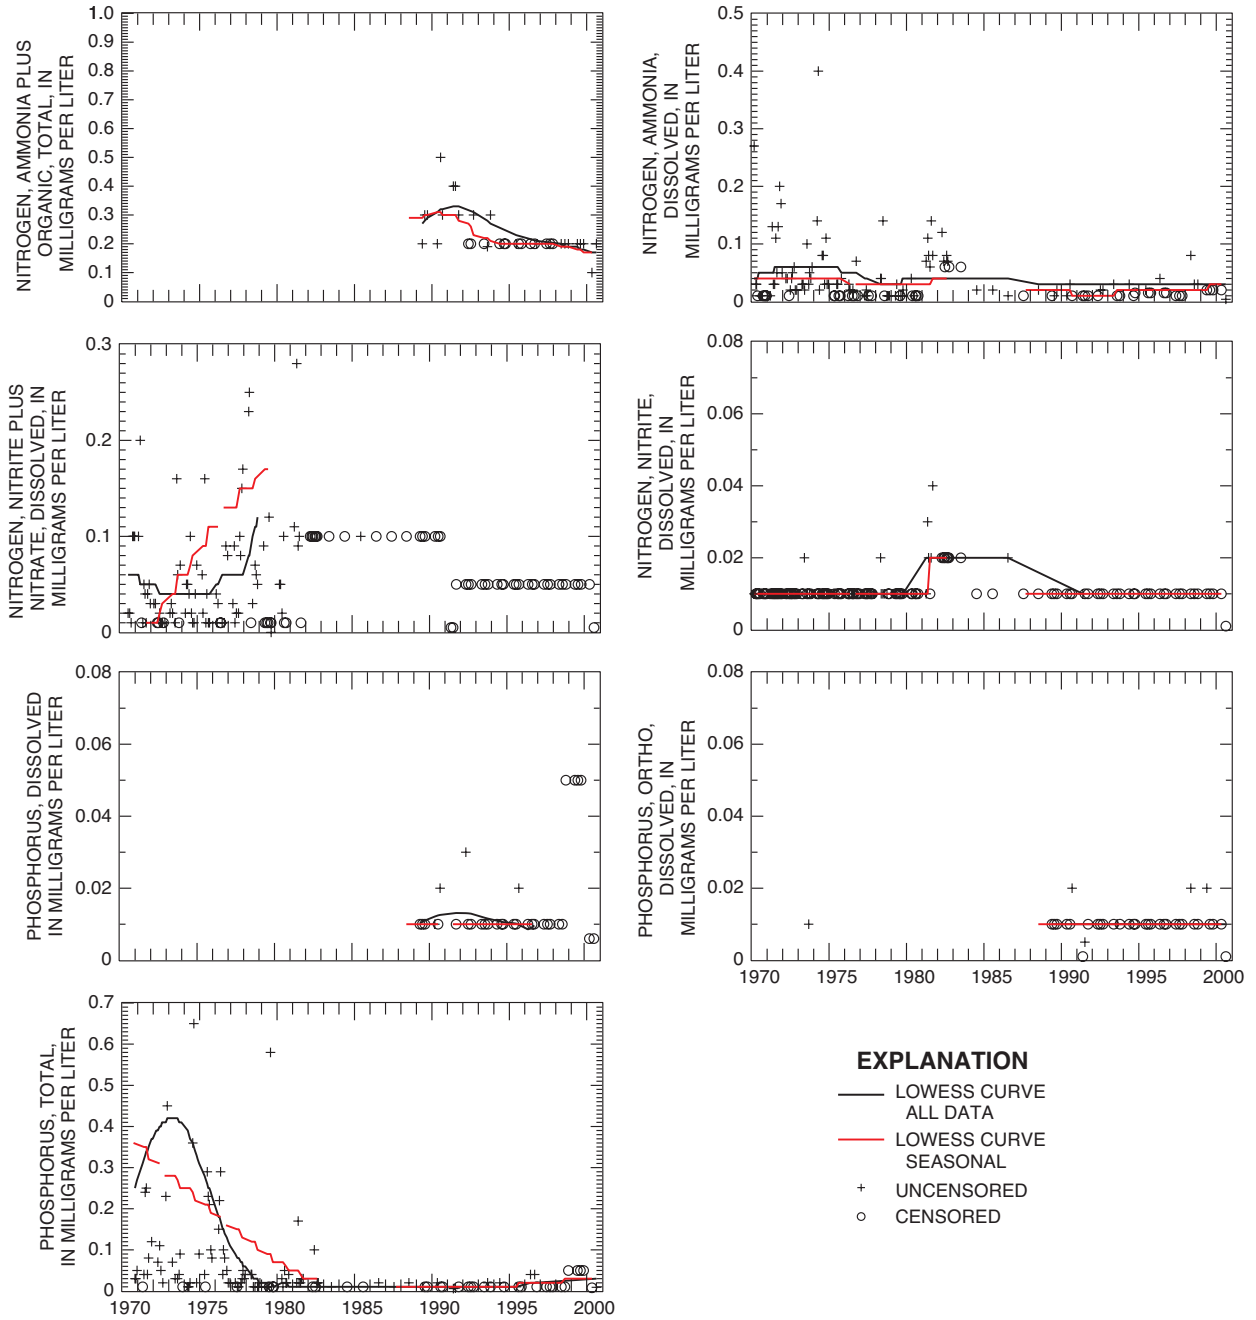 NITROGEN, AMMONIA PLUS
ORGANIC, TOTAL, IN
MILLIGRAMS PER LITER
1.0
0.9
0.8
0.7
0.6
0.5
0.4
0.3
0.2
0.1
0
NITROGEN, AMMONIA,
DISSOLVED, IN
MILLIGRAMS PER LITER
0.5
0.4
0.3
0.2
0.1
0
NITROGEN, NITRITE PLUS
NITRATE, DISSOLVED, IN
MILLIGRAMS PER LITER
0.3
0.2
0.1
0
NITROGEN, NITRITE,
DISSOLVED, IN
MILLIGRAMS PER LITER
0.08
0.06
0.04
0.02
0
PHOSPHORUS, DISSOLVED
IN MILLIGRAMS PER LITER
0.08
0.06
0.04
0.02
0
PHOSPHORUS, ORTHO,
DISSOLVED, IN
MILLIGRAMS PER LITER
0.08
0.06
0.04
0.02
0
1970 1975 1980 1985 1990 1995 2000
PHOSPHORUS, TOTAL,
IN MILLIGRAMS PER LITER
0.7
0.6
0.5
0.4
0.3
0.2
0.1
0
1970 1975 1980 1985 1990 1995 2000
EXPLANATION
LOWESS CURVE
ALL DATA
LOWESS CURVE
SEASONAL
UNCENSORED
CENSORED